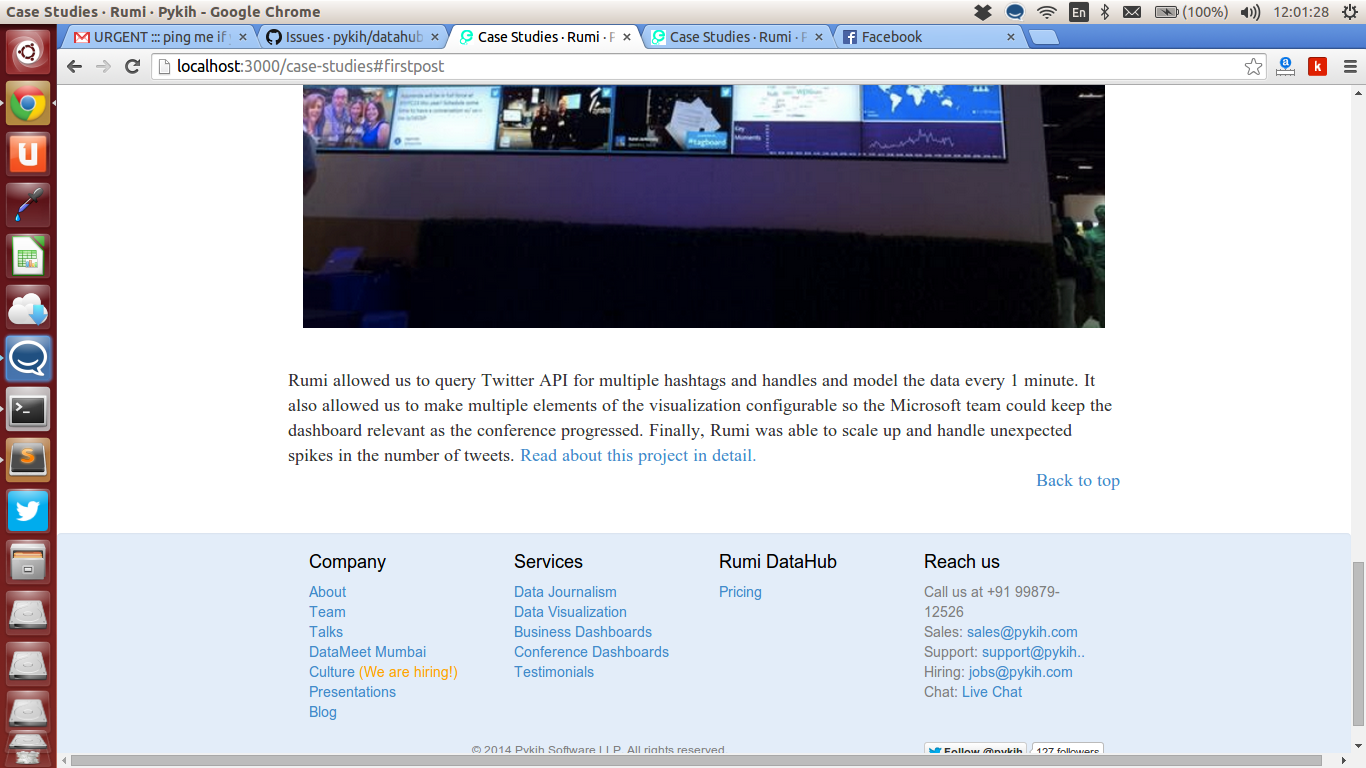 Case Studies · Rumi · Pykih - Google Chrome
En
(100%)
12:01:28
URGENT ::: ping me if
Issues · pykih/datahub
Case Studies · Rumi · P
Case Studies · Rumi · P
Facebook
localhost:3000/case-studies#firstpost
a
k
Key
Moments
#tagboard
Rumi allowed us to query Twitter API for multiple hashtags and handles and model the data every 1 minute. It
also allowed us to make multiple elements of the visualization configurable so the Microsoft team could keep the
dashboard relevant as the conference progressed. Finally, Rumi was able to scale up and handle unexpected
spikes in the number of tweets. Read about this project in detail.
Back to top
Company
About
Team
Talks
DataMeet Mumbai
Culture (We are hiring!)
Presentations
Blog
Services
Data Journalism
Data Visualization
Business Dashboards
Conference Dashboards
Testimonials
Rumi DataHub
Pricing
Reach us
Call us at +91 99879-
12526
Sales: sales@pykih.com
Support: support@pykih..
Hiring: jobs@pykih.com
Chat: Live Chat
© 2014 Pykih Software LLP. All rights reserved
Follow @pykih
127 followers